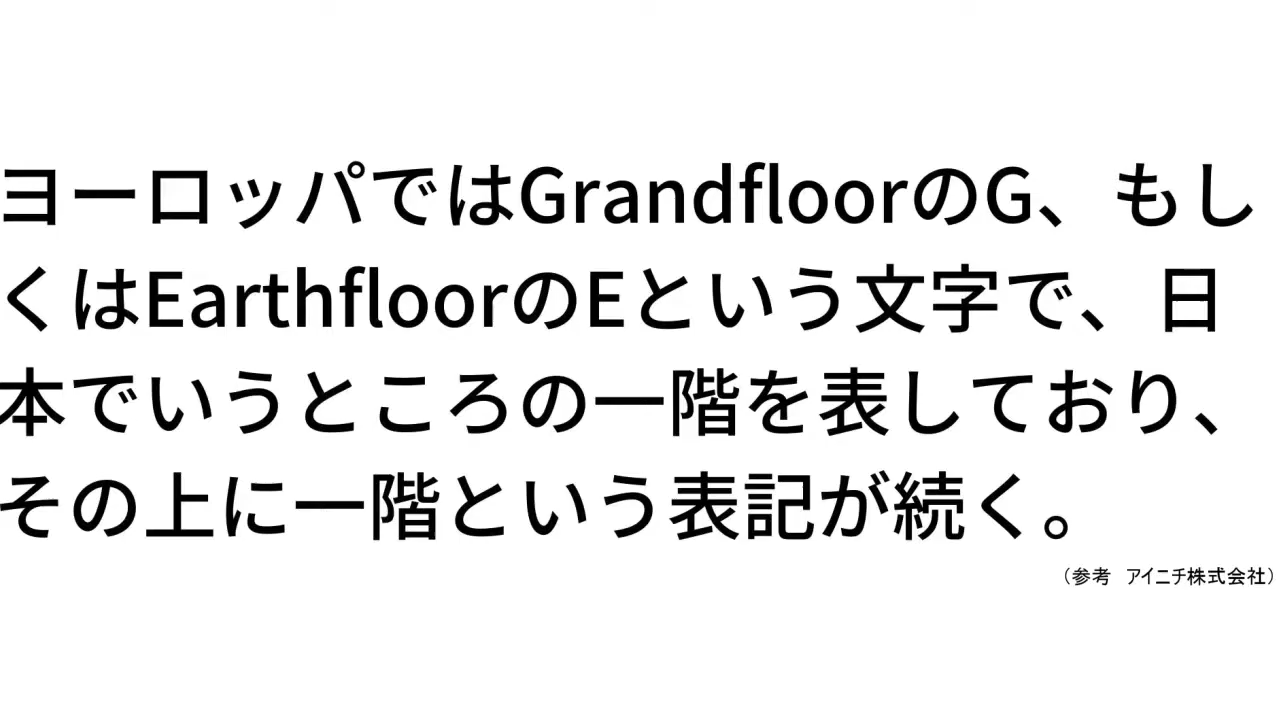 ヨーロッパではGrandfloorのG、もし
くはEarthfloorのEという文字で、日
本でいうところの一階を表しており、
その上に一階という表記が続く。
（参考　アイニチ株式会社）